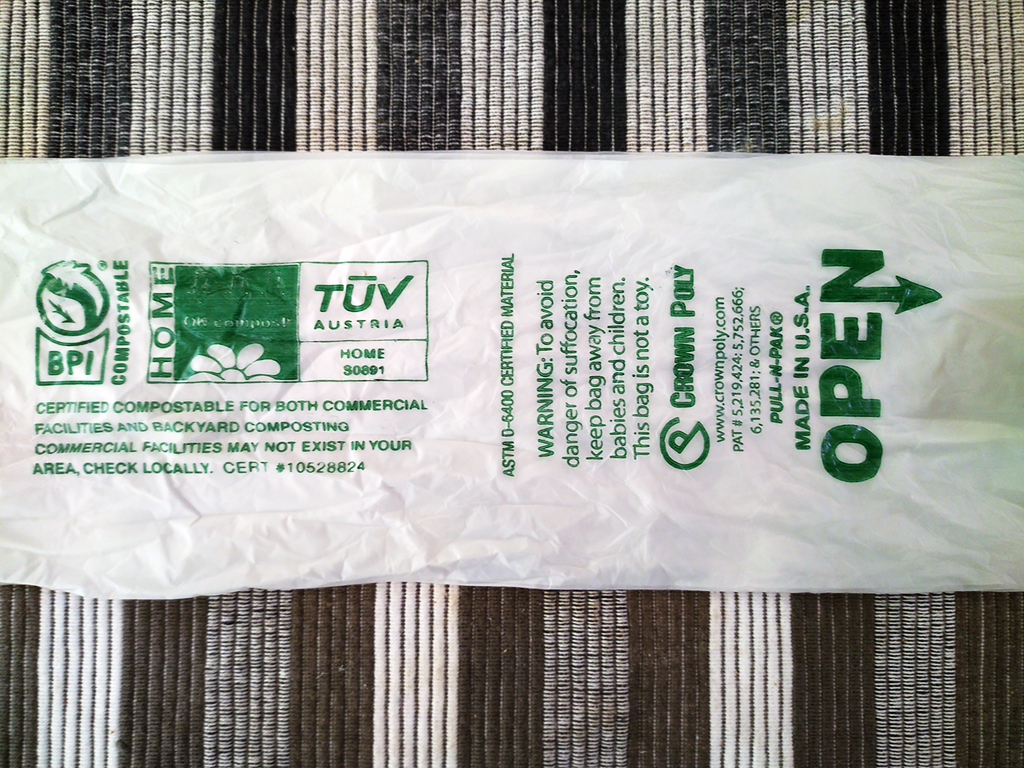 BPI
®
COMPOSTABLE
HOME
OK compost
TÜV
AUSTRIA
HOME
S0891
CERTIFIED COMPOSTABLE FOR BOTH COMMERCIAL
FACILITIES AND BACKYARD COMPOSTING
COMMERCIAL FACILITIES MAY NOT EXIST IN YOUR
AREA, CHECK LOCALLY. CERT #10528824
ASTM D-6400 CERTIFIED MATERIAL
WARNING: To avoid
danger of suffocation,
keep bag away from
babies and children.
This bag is not a toy.
CROWN POLY
www.crownpoly.com
PAT # 5,219,424; 5,752,666;
6,135,281; & OTHERS
PULL-N-PAK®
MADE IN U.S.A.
OPEN